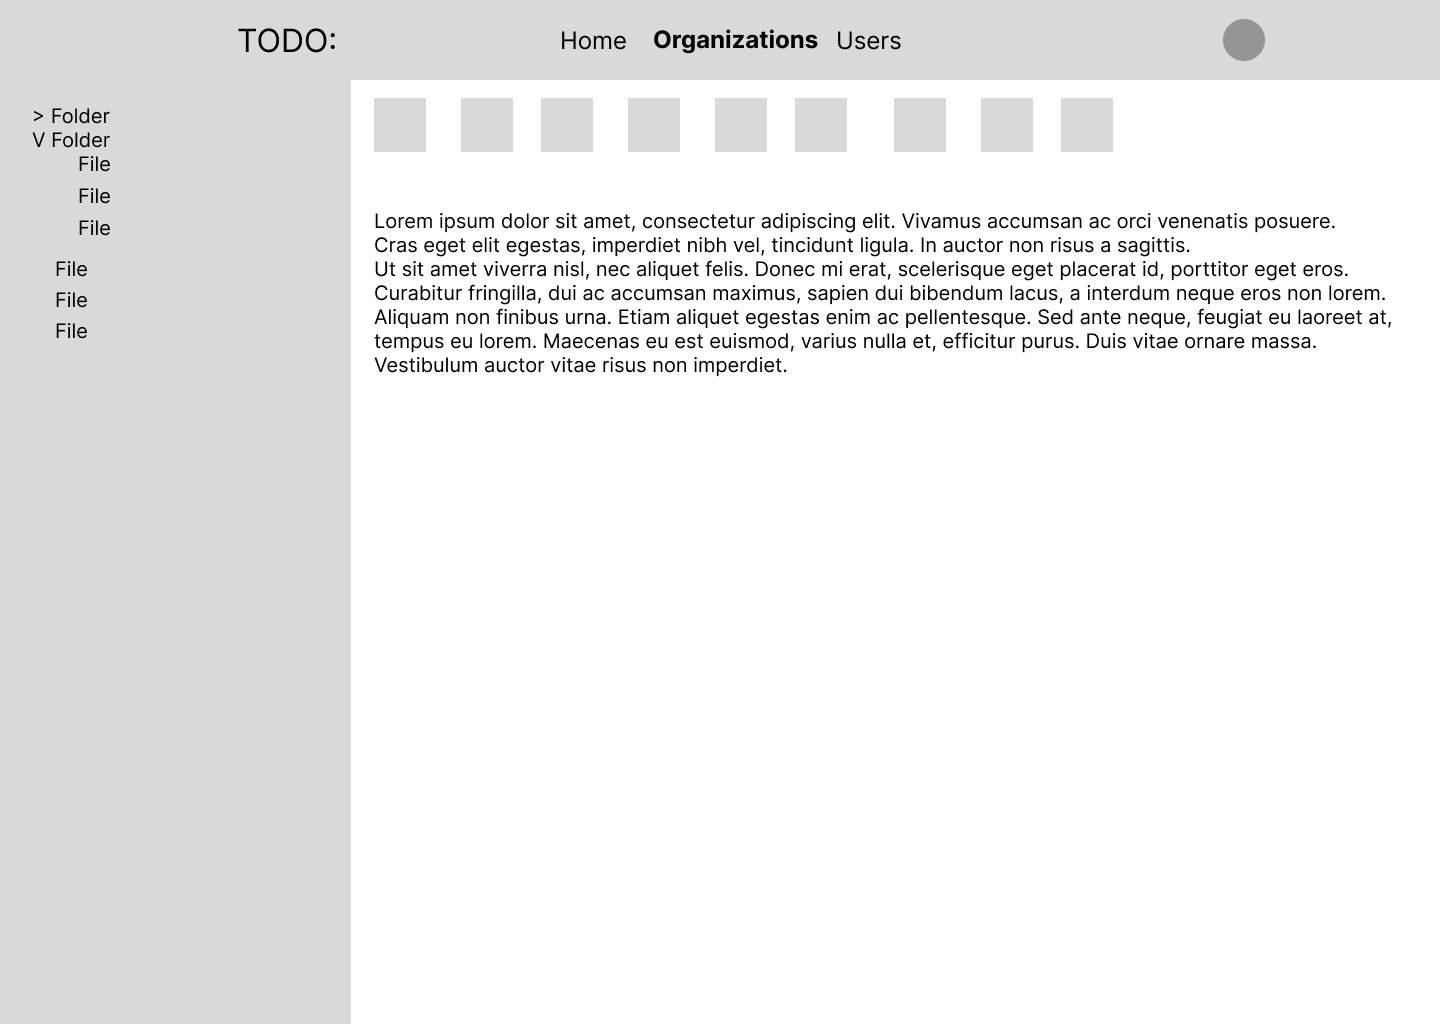 TODO:
Home Organizations Users
> Folder
V Folder
File
File
File
File
File
File
Lorem ipsum dolor sit amet, consectetur adipiscing elit. Vivamus accumsan ac orci venenatis posuere.
Cras eget elit egestas, imperdiet nibh vel, tincidunt ligula. In auctor non risus a sagittis.
Ut sit amet viverra nisl, nec aliquet felis. Donec mi erat, scelerisque eget placerat id, porttitor eget eros.
Curabitur fringilla, dui ac accumsan maximus, sapien dui bibendum lacus, a interdum neque eros non lorem.
Aliquam non finibus urna. Etiam aliquet egestas enim ac pellentesque. Sed ante neque, feugiat eu laoreet at,
tempus eu lorem. Maecenas eu est euismod, varius nulla et, efficitur purus. Duis vitae ornare massa.
Vestibulum auctor vitae risus non imperdiet.